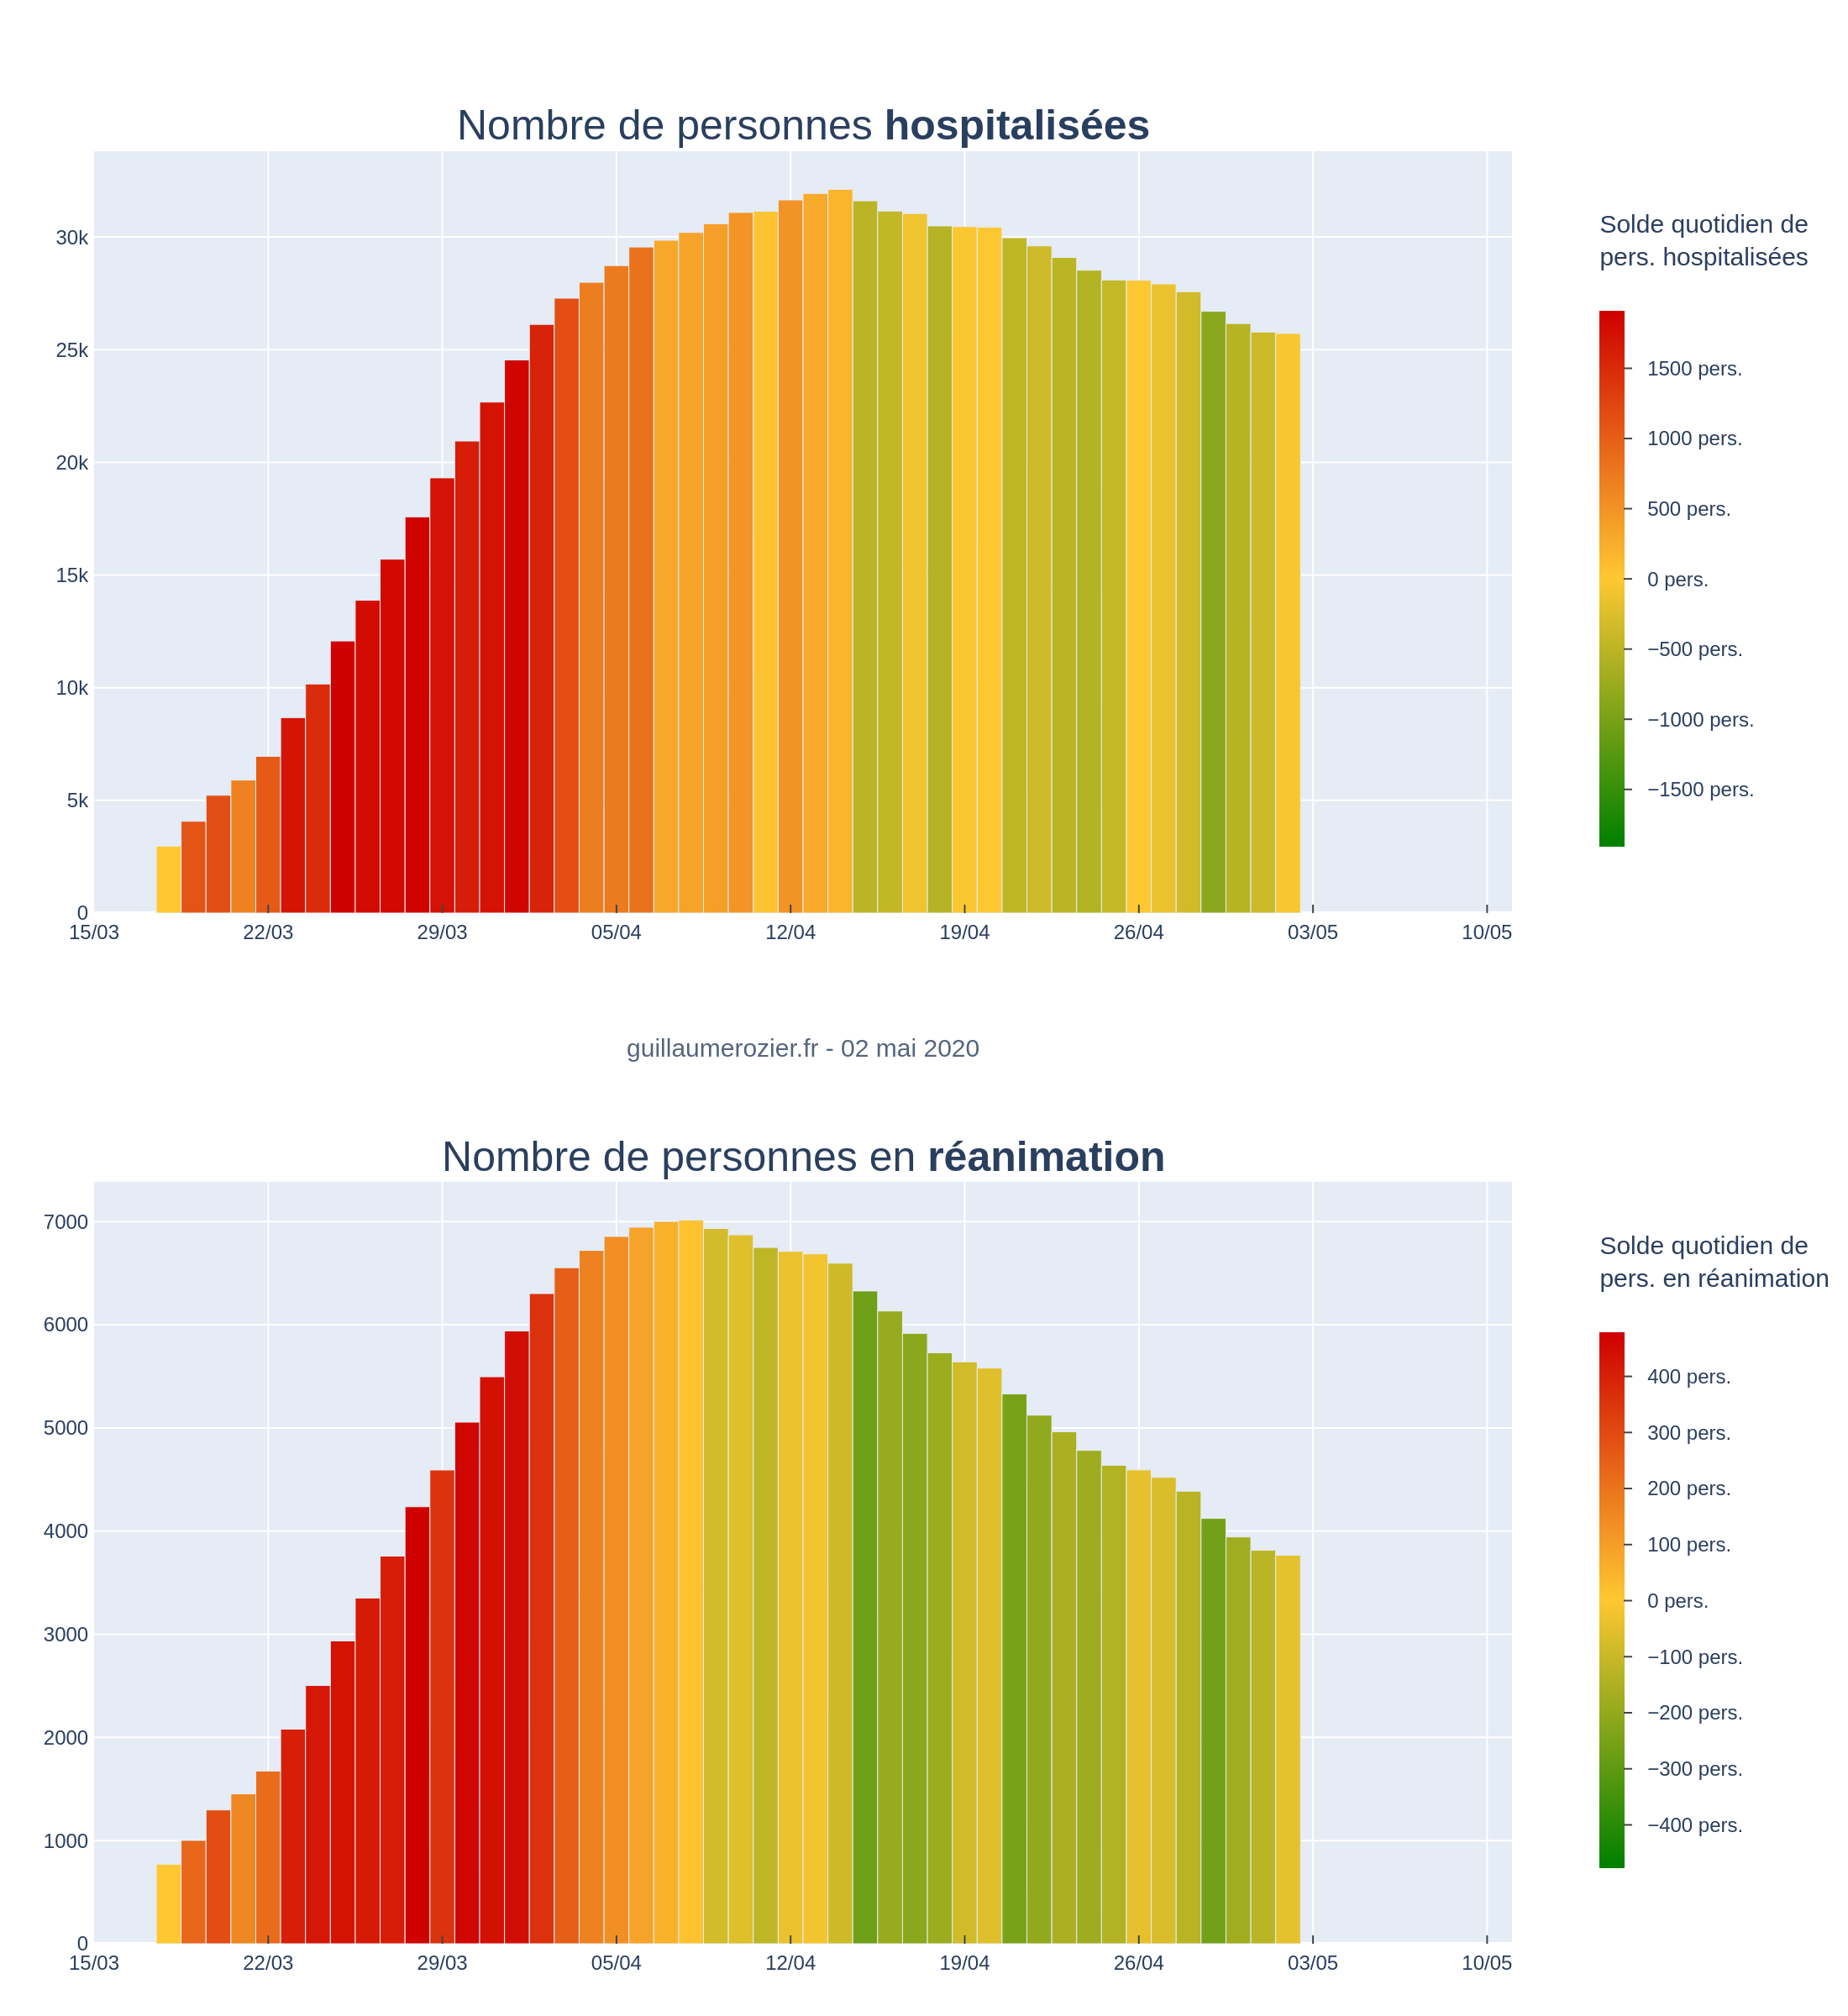 Nombre de personnes hospitalisées
Solde quotidien de
pers. hospitalisées
30k
25k
20k
15k
10k
5k
0
1500 pers.
1000 pers.
500 pers.
0 pers.
−500 pers.
−1000 pers.
−1500 pers.
15/03 22/03 29/03 05/04 12/04 19/04 26/04 03/05 10/05
guillaumerozier.fr - 02 mai 2020
Nombre de personnes en réanimation
Solde quotidien de
pers. en réanimation
7000
6000
5000
4000
3000
2000
1000
0
400 pers.
300 pers.
200 pers.
100 pers.
0 pers.
−100 pers.
−200 pers.
−300 pers.
−400 pers.
15/03 22/03 29/03 05/04 12/04 19/04 26/04 03/05 10/05